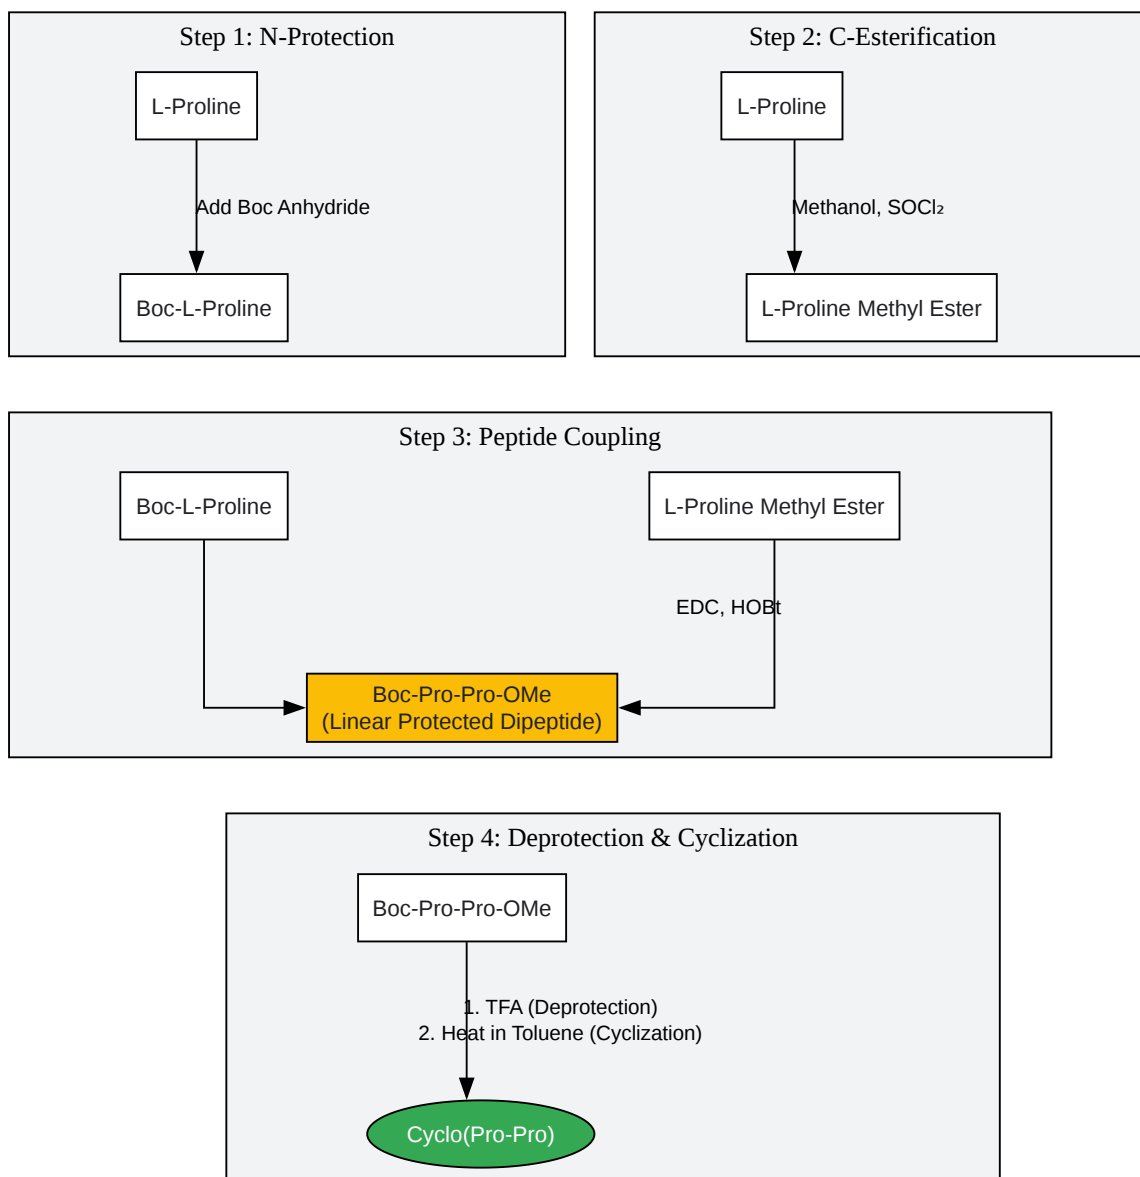 Step 1: N-Protection
L-Proline
Add Boc Anhydride
Boc-L-Proline
Step 2: C-Esterification
L-Proline
Methanol, SOCl₂
L-Proline Methyl Ester
Step 3: Peptide Coupling
Boc-L-Proline
L-Proline Methyl Ester
EDC, HOBt
Boc-Pro-Pro-OMe
(Linear Protected Dipeptide)
Step 4: Deprotection & Cyclization
Boc-Pro-Pro-OMe
1. TFA (Deprotection)
2. Heat in Toluene (Cyclization)
Cyclo(Pro-Pro)